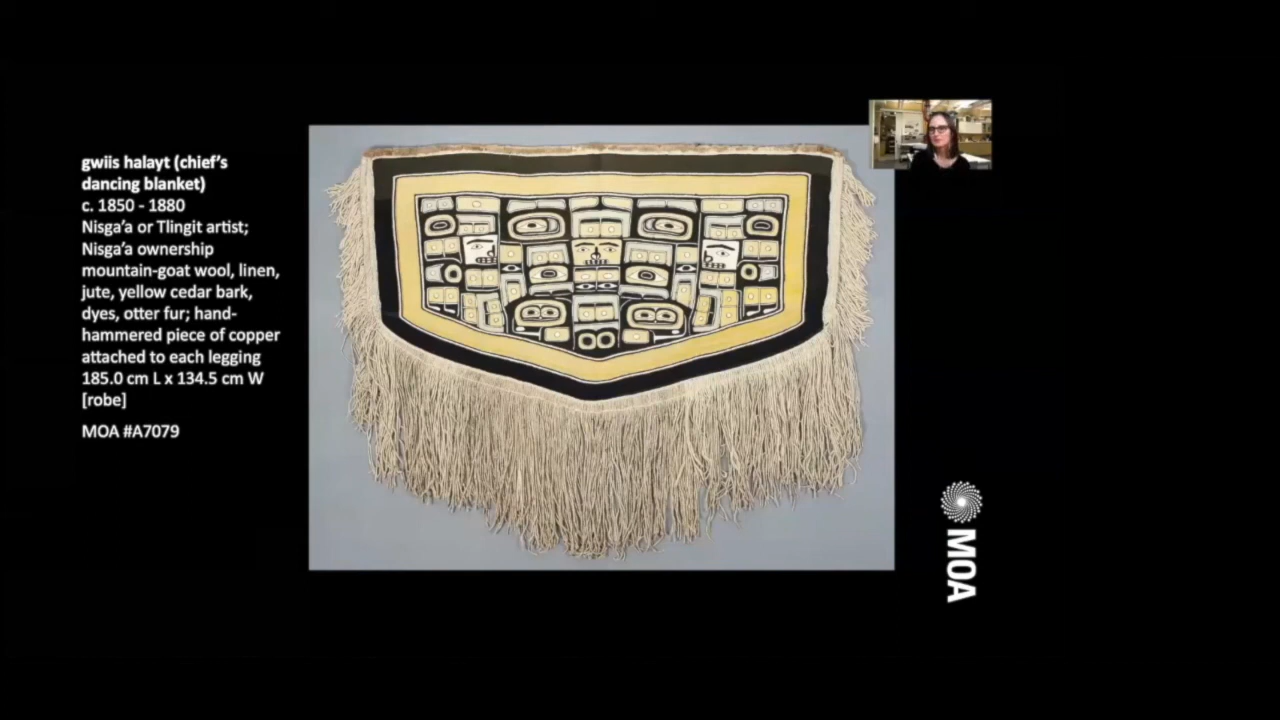 gwiis halayt (chief's
dancing blanket)
c. 1850 - 1880
Nisga'a or Tlingit artist;
Nisga'a ownership
mountain-goat wool, linen,
jute, yellow cedar bark,
dyes, otter fur; hand-
hammered piece of copper
attached to each legging
185.0 cm L x 134.5 cm W
[robe]
MOA #A7079
MOA